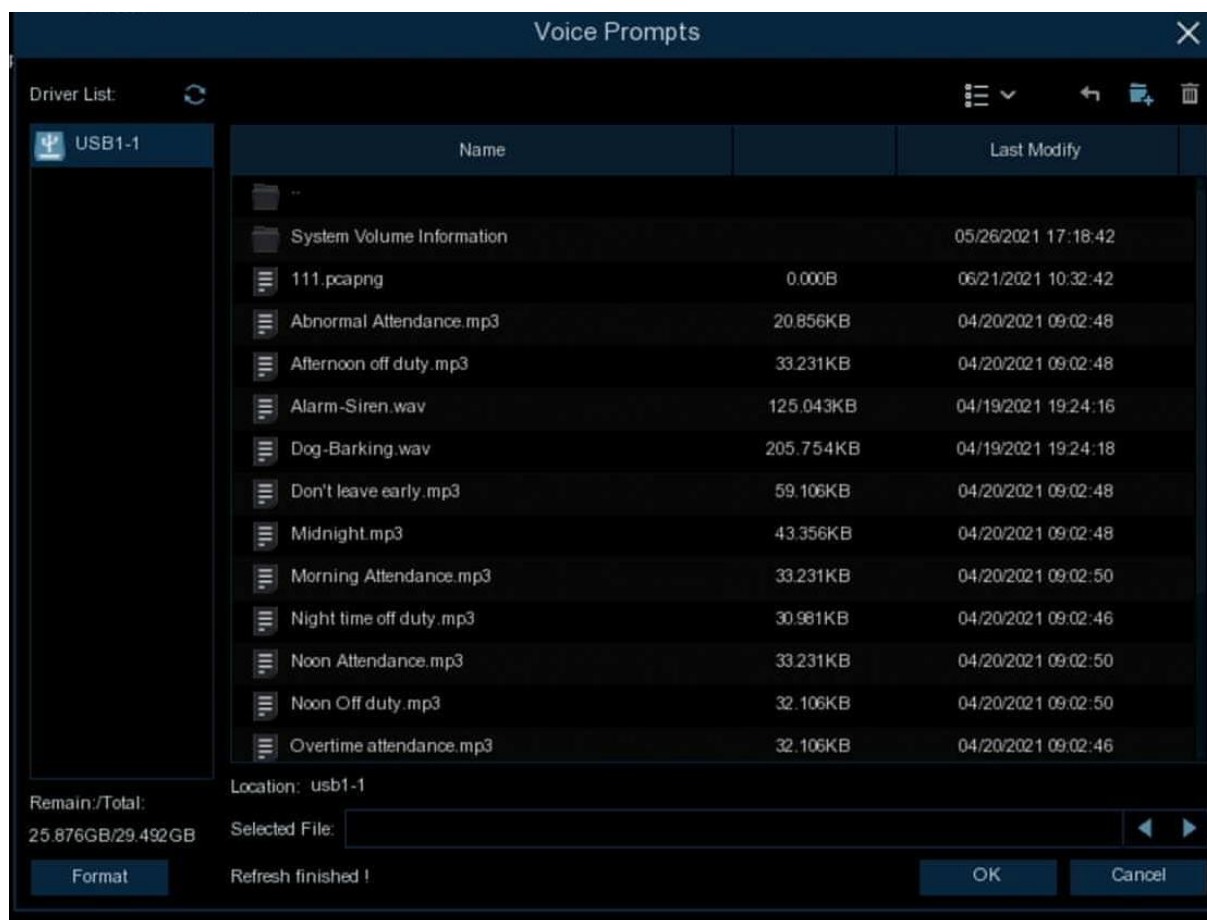 Voice Prompts
Driver List:
USB1-1
Name Last Modify
..
System Volume Information 05/26/2021 17:18:42
111.pcapng 0.000B 06/21/2021 10:32:42
Abnormal Attendance.mp3 20.856KB 04/20/2021 09:02:48
Afternoon off duty.mp3 33.231KB 04/20/2021 09:02:48
Alarm-Siren.wav 125.043KB 04/19/2021 19:24:16
Dog-Barking.wav 205.754KB 04/19/2021 19:24:18
Don't leave early.mp3 59.106KB 04/20/2021 09:02:48
Midnight.mp3 43.356KB 04/20/2021 09:02:48
Morning Attendance.mp3 33.231KB 04/20/2021 09:02:50
Night time off duty.mp3 30.981KB 04/20/2021 09:02:46
Noon Attendance.mp3 33.231KB 04/20/2021 09:02:50
Noon Off duty.mp3 32.106KB 04/20/2021 09:02:50
Overtime attendance.mp3 32.106KB 04/20/2021 09:02:46
Location: usb1-1
Remain:/Total:
25.876GB/29.492GB
Selected File:
Format
Refresh finished !
OK
Cancel